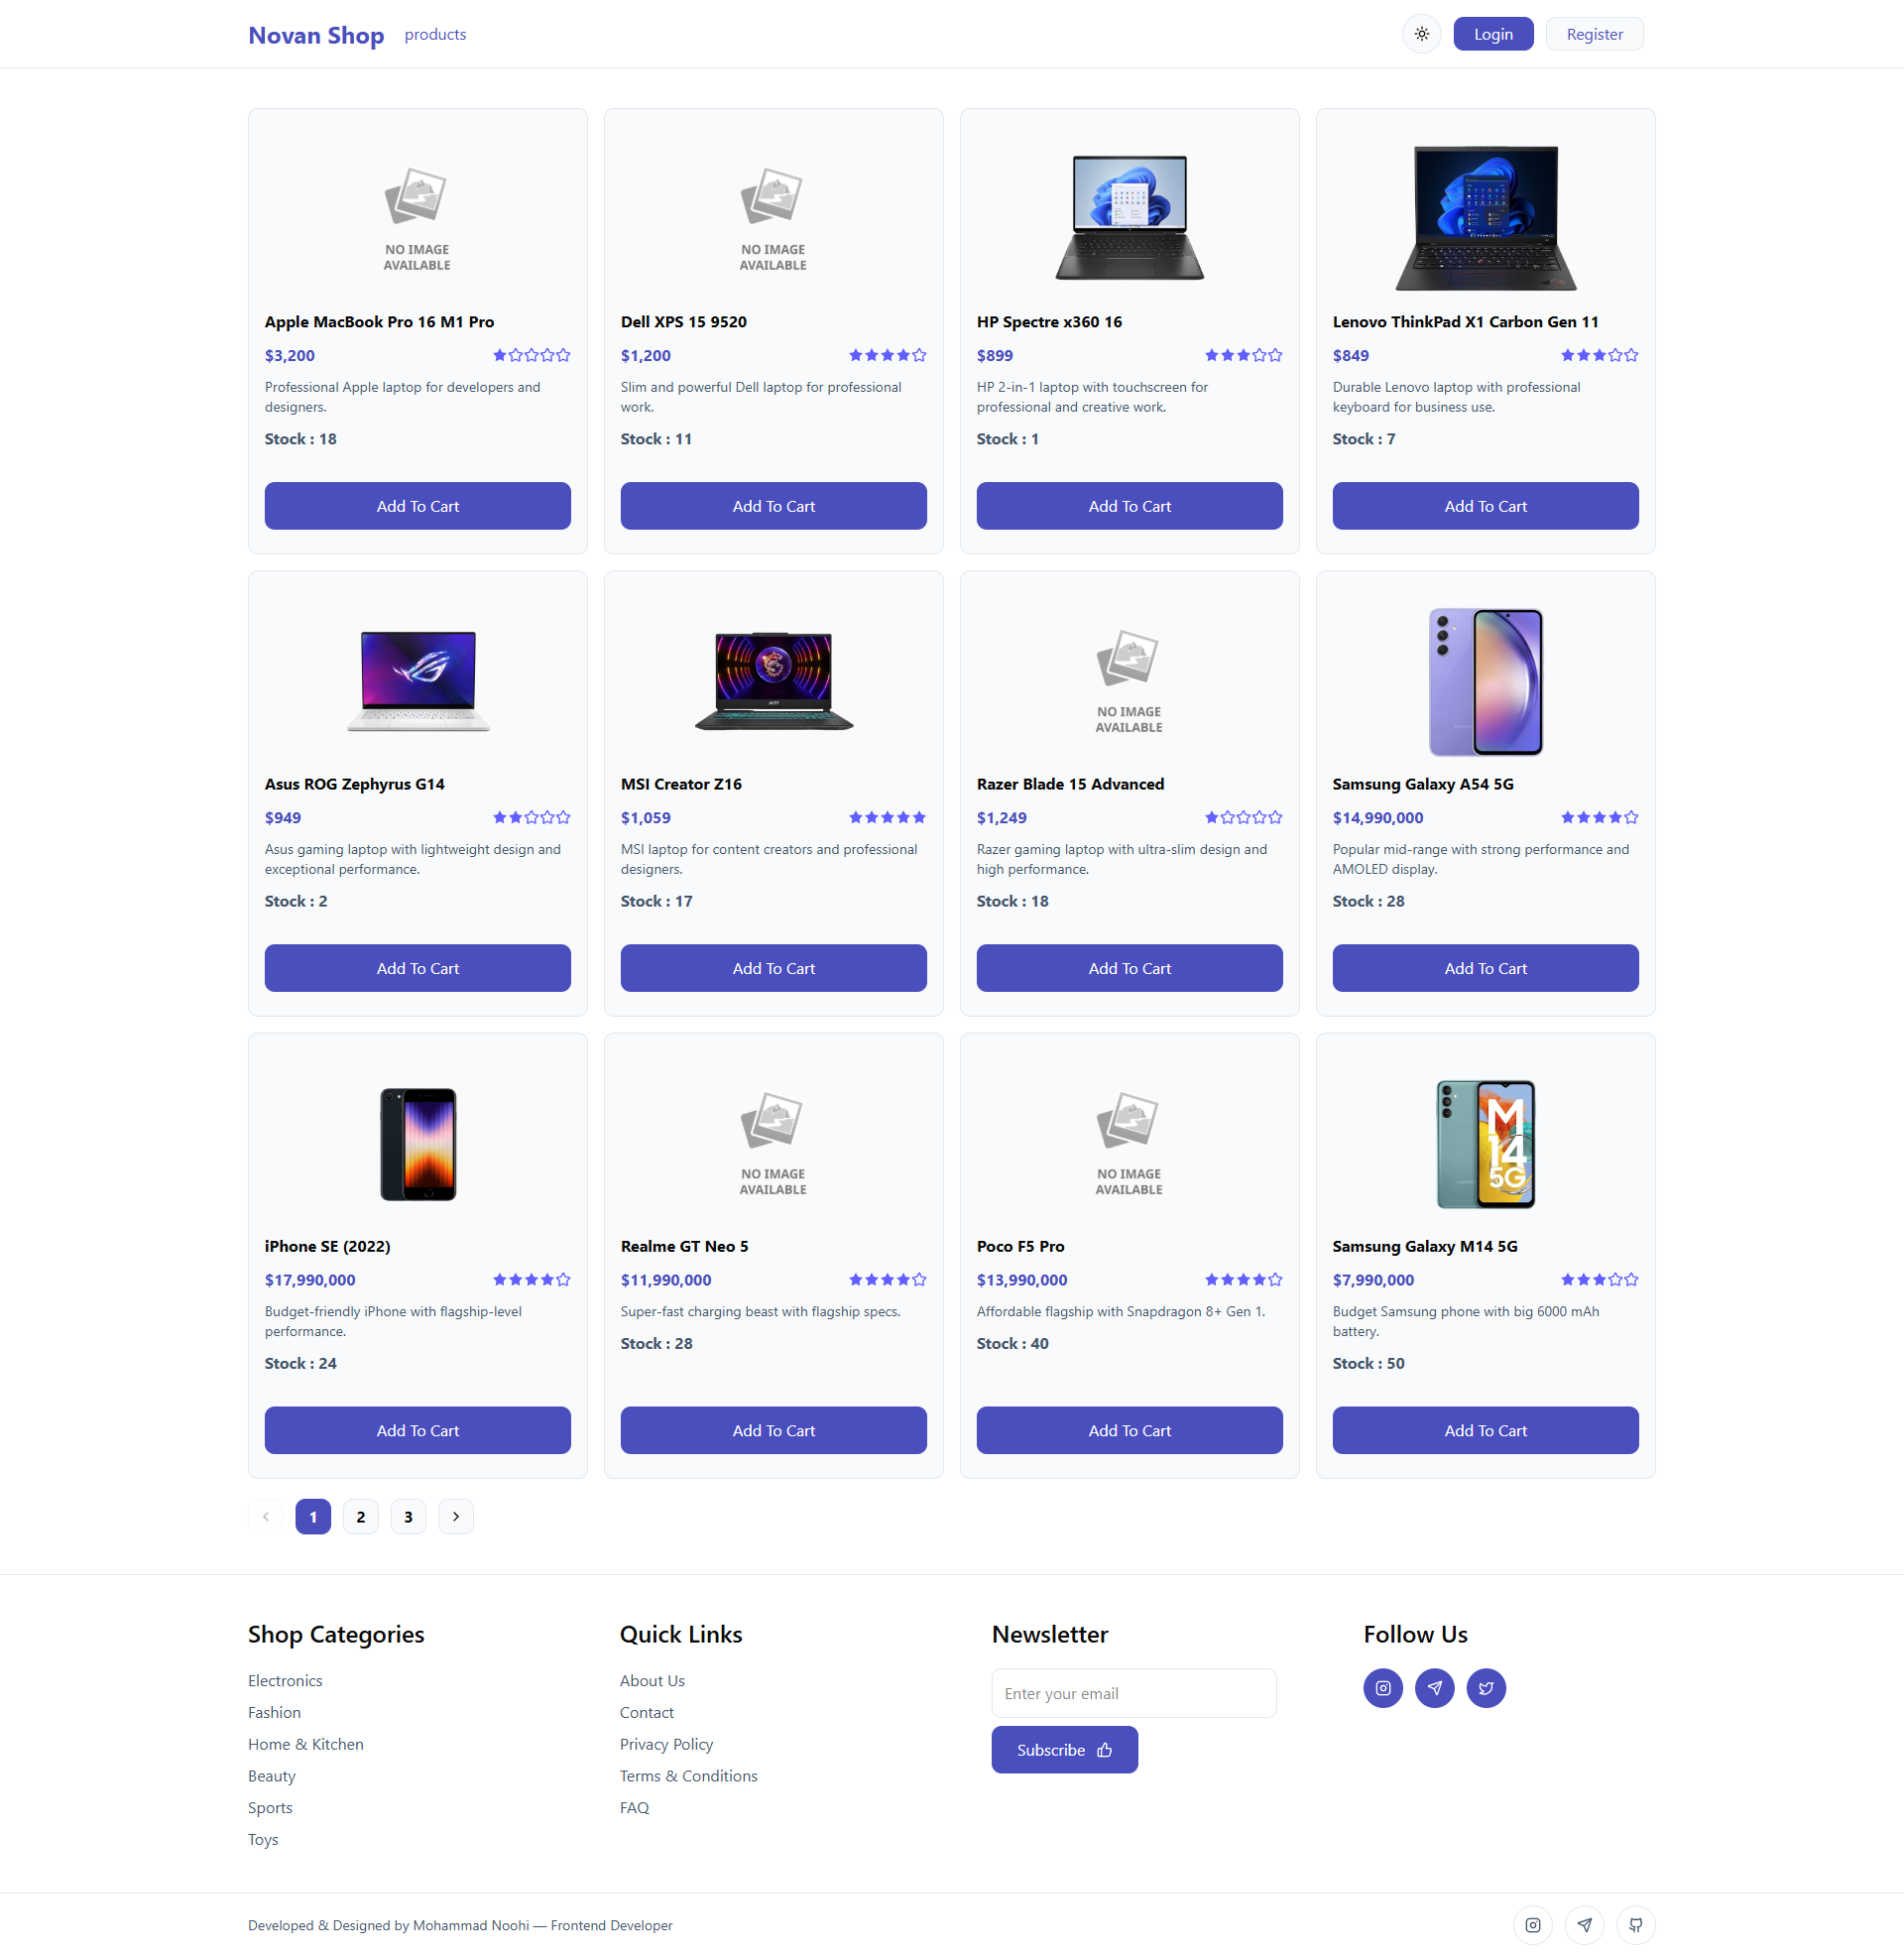 Novan Shop
products
Login
Register
NO IMAGE
AVAILABLE
Apple MacBook Pro 16 M1 Pro
$3,200
Professional Apple laptop for developers and
designers.
Stock : 18
Add To Cart
NO IMAGE
AVAILABLE
Dell XPS 15 9520
$1,200
Slim and powerful Dell laptop for professional
work.
Stock : 11
Add To Cart
HP Spectre x360 16
$899
HP 2-in-1 laptop with touchscreen for
professional and creative work.
Stock : 1
Add To Cart
Lenovo ThinkPad X1 Carbon Gen 11
$849
Durable Lenovo laptop with professional
keyboard for business use.
Stock : 7
Add To Cart
Asus ROG Zephyrus G14
$949
Asus gaming laptop with lightweight design and
exceptional performance.
Stock : 2
Add To Cart
MSI Creator Z16
$1,059
MSI laptop for content creators and professional
designers.
Stock : 17
Add To Cart
NO IMAGE
AVAILABLE
Razer Blade 15 Advanced
$1,249
Razer gaming laptop with ultra-slim design and
high performance.
Stock : 18
Add To Cart
Samsung Galaxy A54 5G
$14,990,000
Popular mid-range with strong performance and
AMOLED display.
Stock : 28
Add To Cart
iPhone SE (2022)
$17,990,000
Budget-friendly iPhone with flagship-level
performance.
Stock : 24
Add To Cart
NO IMAGE
AVAILABLE
Realme GT Neo 5
$11,990,000
Super-fast charging beast with flagship specs.
Stock : 28
Add To Cart
NO IMAGE
AVAILABLE
Poco F5 Pro
$13,990,000
Affordable flagship with Snapdragon 8+ Gen 1.
Stock : 40
Add To Cart
M
14
5G
Samsung Galaxy M14 5G
$7,990,000
Budget Samsung phone with big 6000 mAh
battery.
Stock : 50
Add To Cart
1
2
3
Shop Categories
Electronics
Fashion
Home & Kitchen
Beauty
Sports
Toys
Quick Links
About Us
Contact
Privacy Policy
Terms & Conditions
FAQ
Newsletter
Enter your email
Subscribe
Follow Us
Developed & Designed by Mohammad Noohi — Frontend Developer